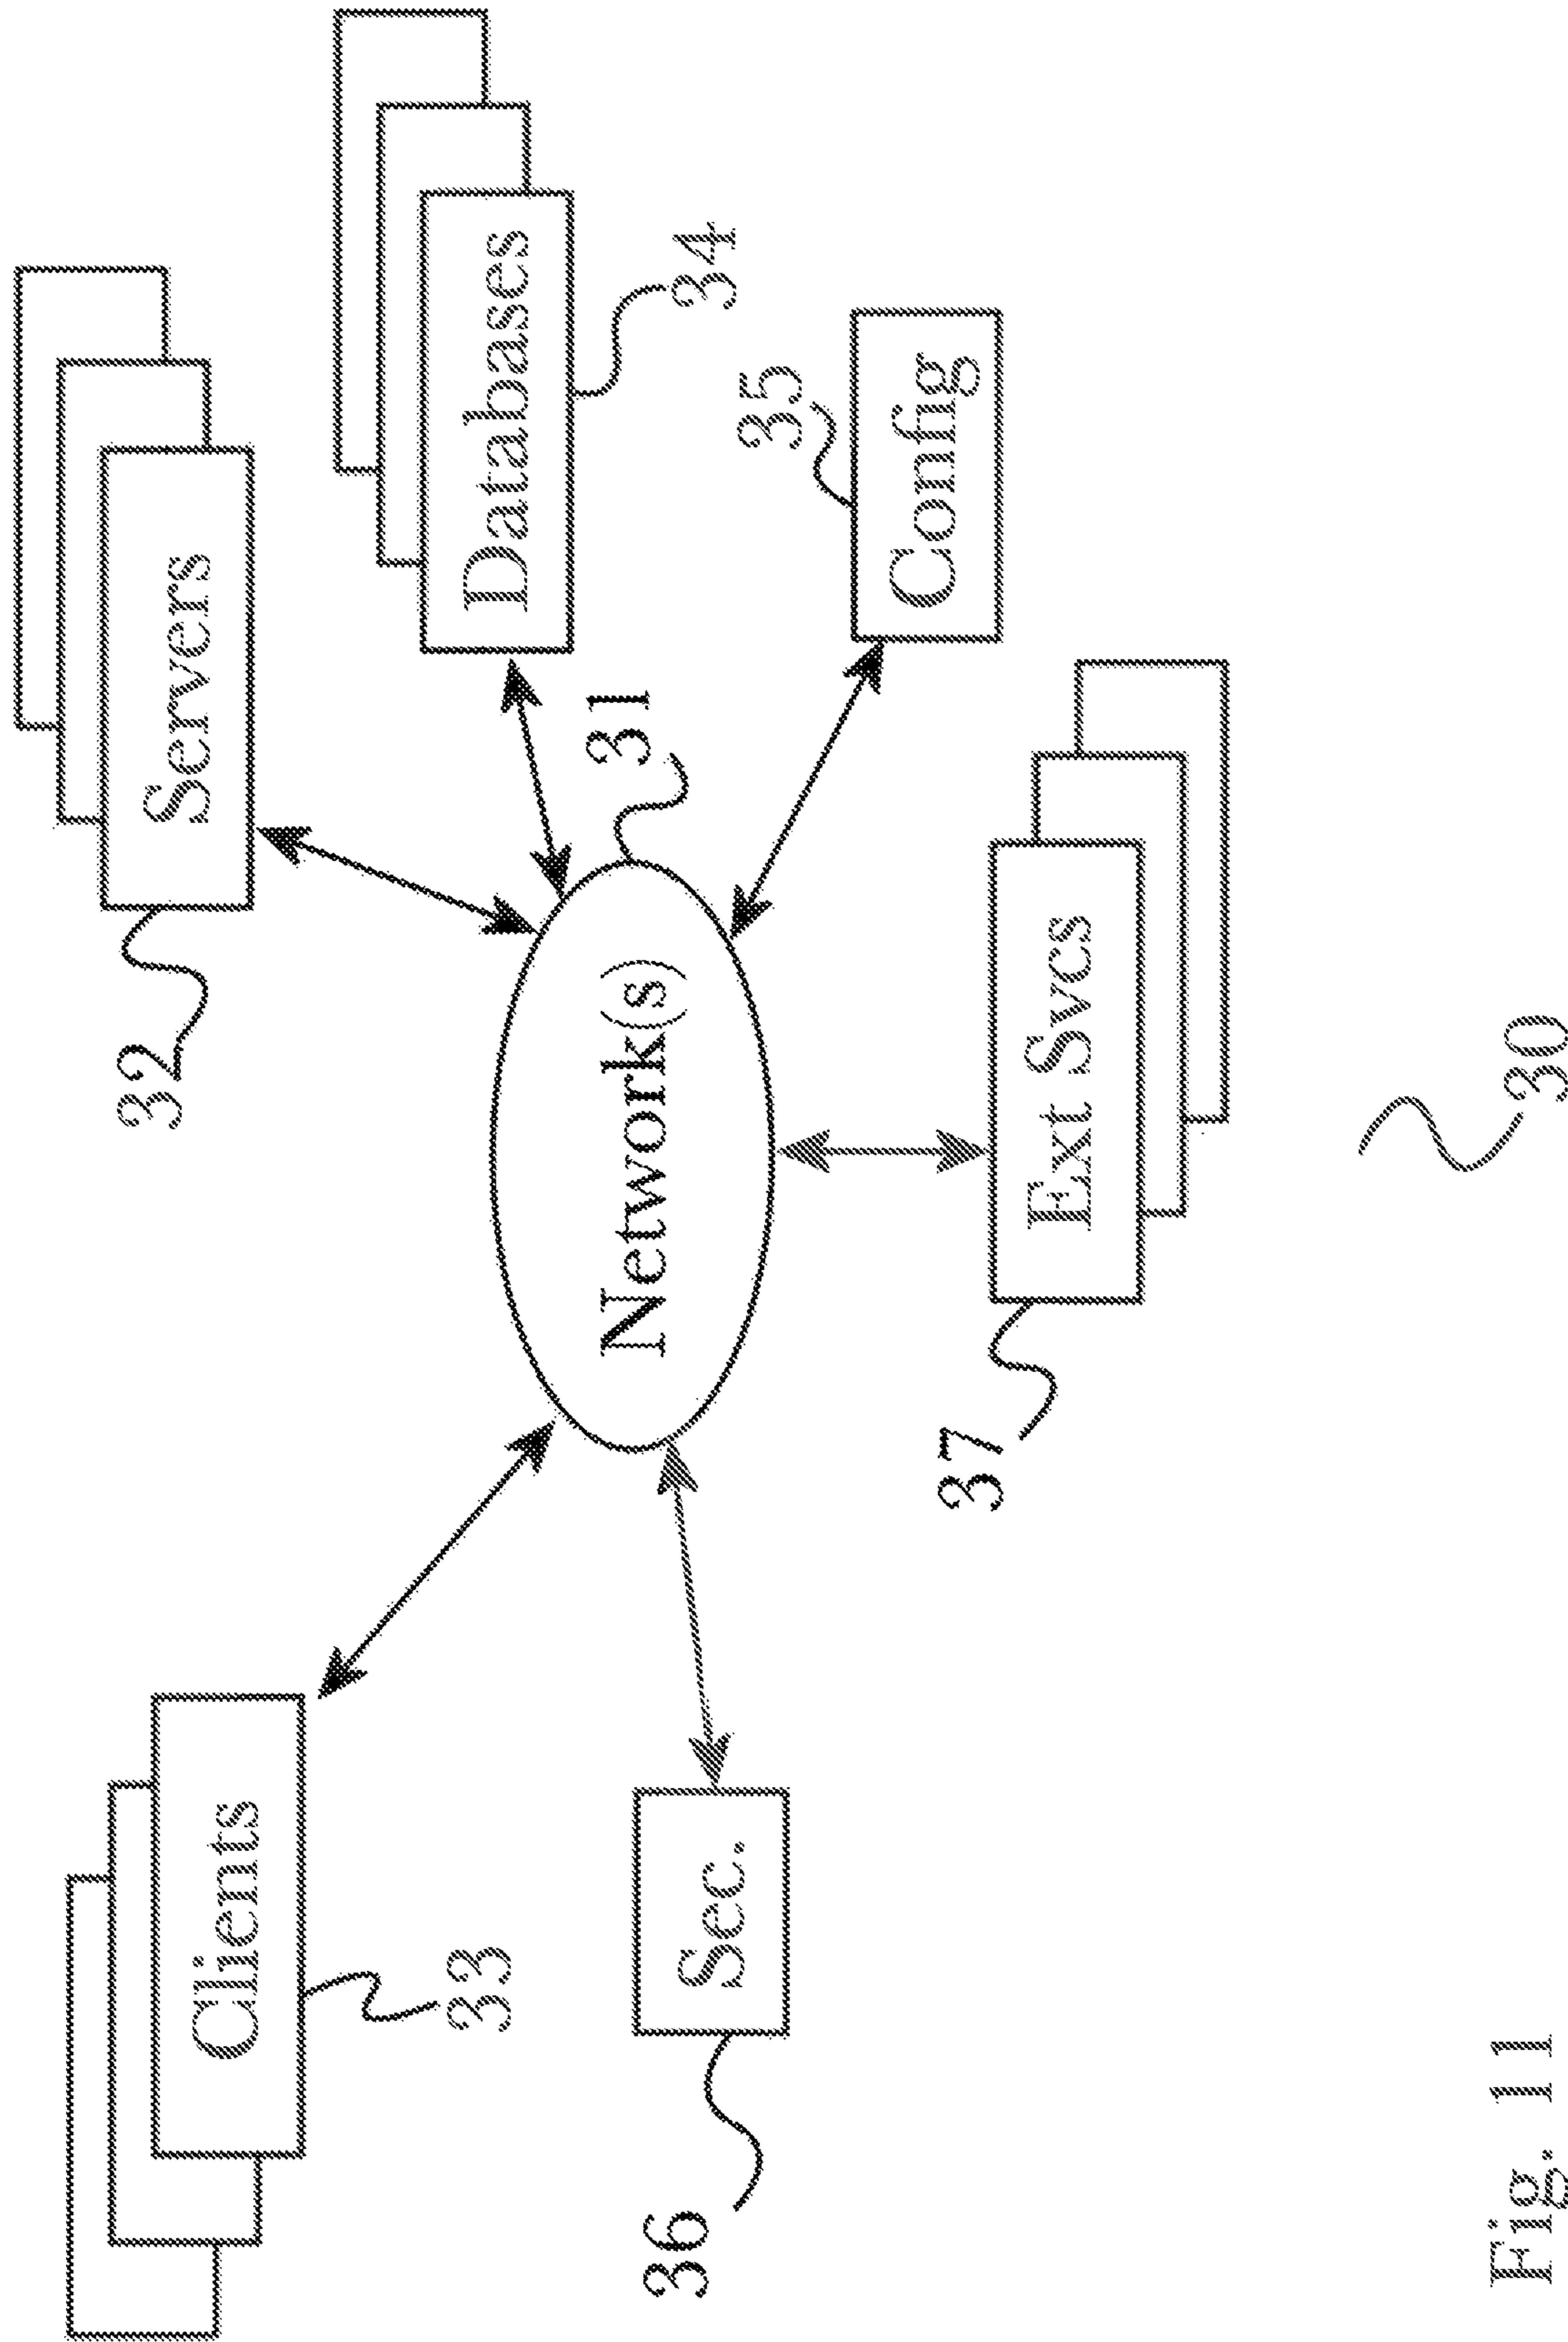 Servers
32
Clients
33
Databases
34
31
Network(s)
35
Config
Sec.
36
Ext Svcs
37
30
Fig. 11